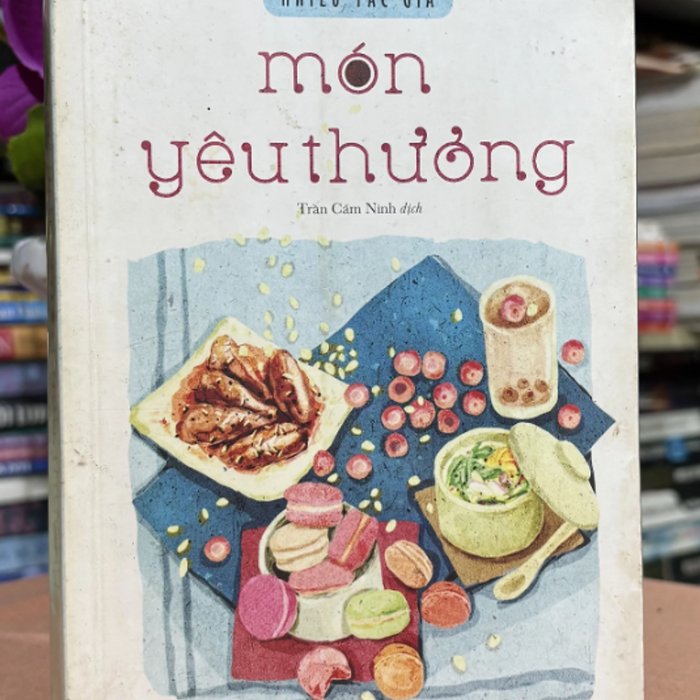 NHIỀU TÁC GIẢ
món
yêu thương
Trần Cẩm Ninh dịch